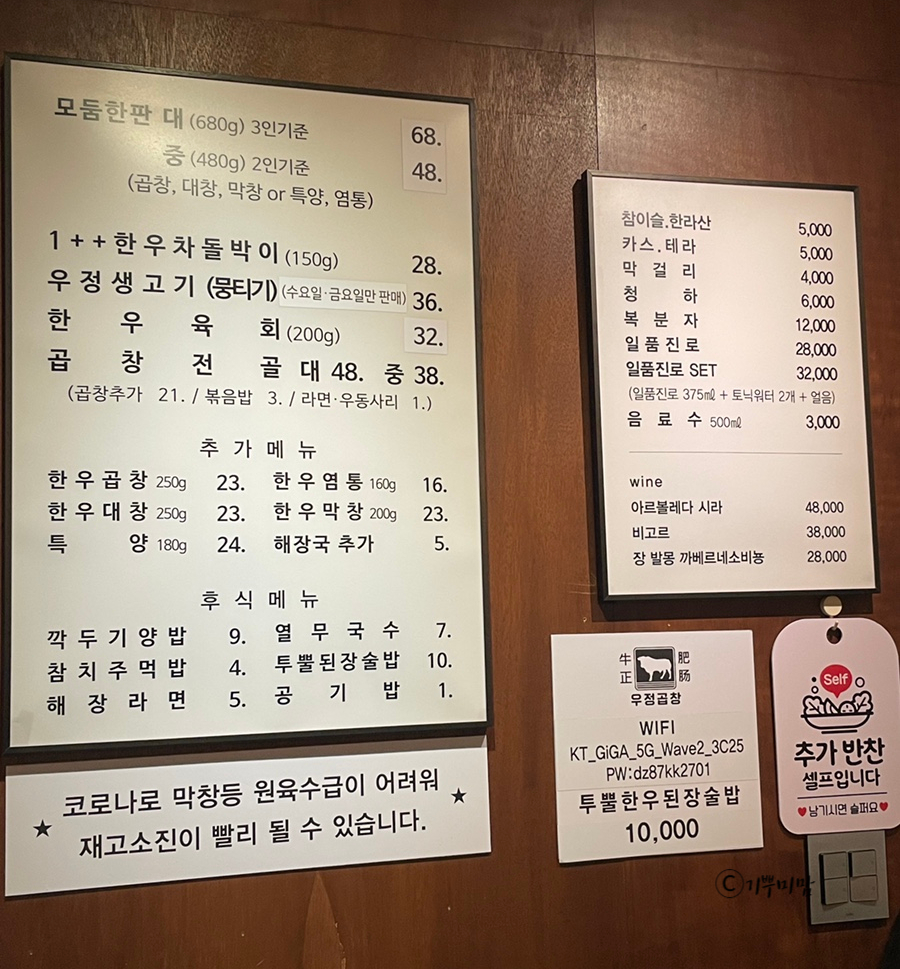 모둠한판 대 (680g) 3인기준 68.
중 (480g) 2인기준 48.
(곱창, 대창, 막창 or 특양, 염통)
1++한우차돌박이 (150g) 28.
우정생고기 (뭉티기) (수요일·금요일만 판매) 36.
한우육회 (200g) 32.
곱창전골 대 48. 중 38.
(곱창추가 21. / 볶음밥 3. / 라면·우동사리 1.)
추가메뉴
한우곱창 250g 23. 한우염통 160g 16.
한우대창 250g 23. 한우막창 200g 23.
특양 180g 24. 해장국 추가 5.
후식메뉴
깍두기양밥 9. 열무국수 7.
참치주먹밥 4. 투뿔된장술밥 10.
해장라면 5. 공기밥 1.
★ 코로나로 막창등 원육수급이 어려워 ★
재고소진이 빨리 될 수 있습니다.
참이슬.한라산 5,000
카스.테라 5,000
막걸리 4,000
청하 6,000
복분자 12,000
일품진로 28,000
일품진로 SET 32,000
(일품진로 375㎖ + 토닉워터 2개 + 얼음)
음료수 500㎖ 3,000
wine
아르볼레다 시라 48,000
비고르 38,000
장 발몽 까베르네소비뇽 28,000
牛 肥
正 肠
우정곱창
WIFI
KT_GiGA_5G_Wave2_3C25
PW:dz87kk2701
투뿔한우된장술밥
10,000
Self
추가 반찬
셀프입니다
♥남기시면 슬퍼요♥
ⓒ기뿌미맘